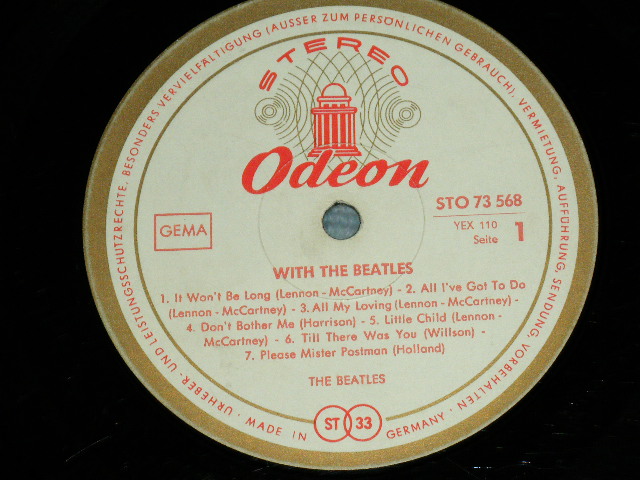 STEREO
Odeon
GEMA
STO 73 568
YEX 110
Seite 1
WITH THE BEATLES
1. It Won't Be Long (Lennon - McCartney) - 2. All I've Got To Do
(Lennon - McCartney) - 3. All My Loving (Lennon - McCartney) -
4. Don't Bother Me (Harrison) - 5. Little Child (Lennon -
McCartney) - 6. Till There Was You (Willson) -
7. Please Mister Postman (Holland)
THE BEATLES
ST 33
· URHEBER- UND LEISTUNGSSCHUTZRECHTE, BESONDERS VERVIELFÄLTIGUNG (AUSSER ZUM PERSÖNLICHEN GEBRAUCH), VERMIETUNG, AUFFÜHRUNG, SENDUNG, VORBEHALTEN ·
MADE IN GERMANY